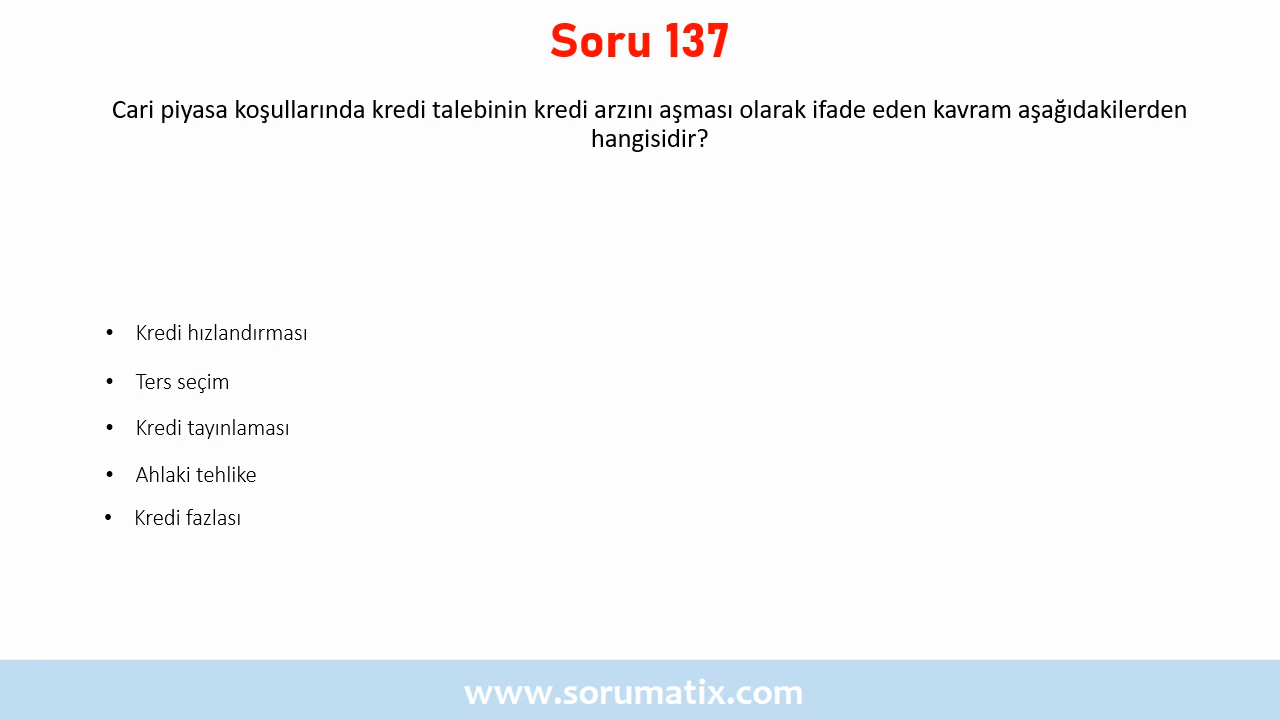 Soru 137
Cari piyasa koşullarında kredi talebinin kredi arzını aşması olarak ifade eden kavram aşağıdakilerden
hangisidir?
• Kredi hızlandırması
• Ters seçim
• Kredi tayınlaması
• Ahlaki tehlike
• Kredi fazlası
www.sorumatix.com